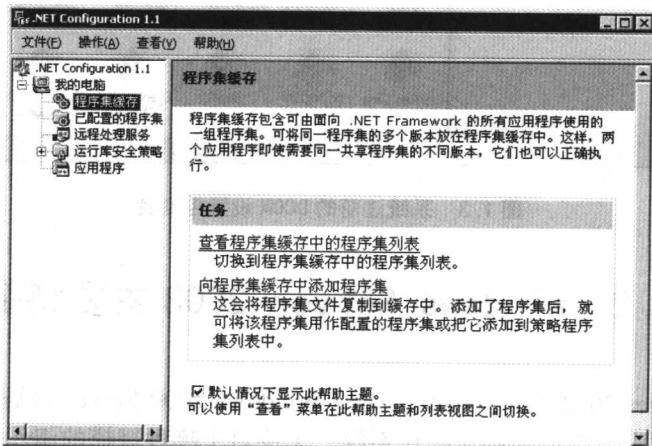 .NET Configuration 1.1
文件(F) 操作(A) 查看(V) 帮助(H)
.NET Configuration 1.1
我的电脑
程序集缓存
已配置的程序集
远程处理服务
运行库安全策略
应用程序
程序集缓存
程序集缓存包含可由面向 .NET Framework 的所有应用程序使用的
一组程序集。可将同一程序集的多个版本放在程序集缓存中。这样，两
个应用程序即使需要同一共享程序集的不同版本，它们也可以正确执
行。
任务
查看程序集缓存中的程序集列表
切换到程序集缓存中的程序集列表。
向程序集缓存中添加程序集
这会将程序集文件复制到缓存中。添加了程序集后，就
可将该程序集用作配置的程序集或把它添加到策略程序
集列表中。
默认情况下显示此帮助主题。
可以使用“查看”菜单在此帮助主题和列表视图之间切换。